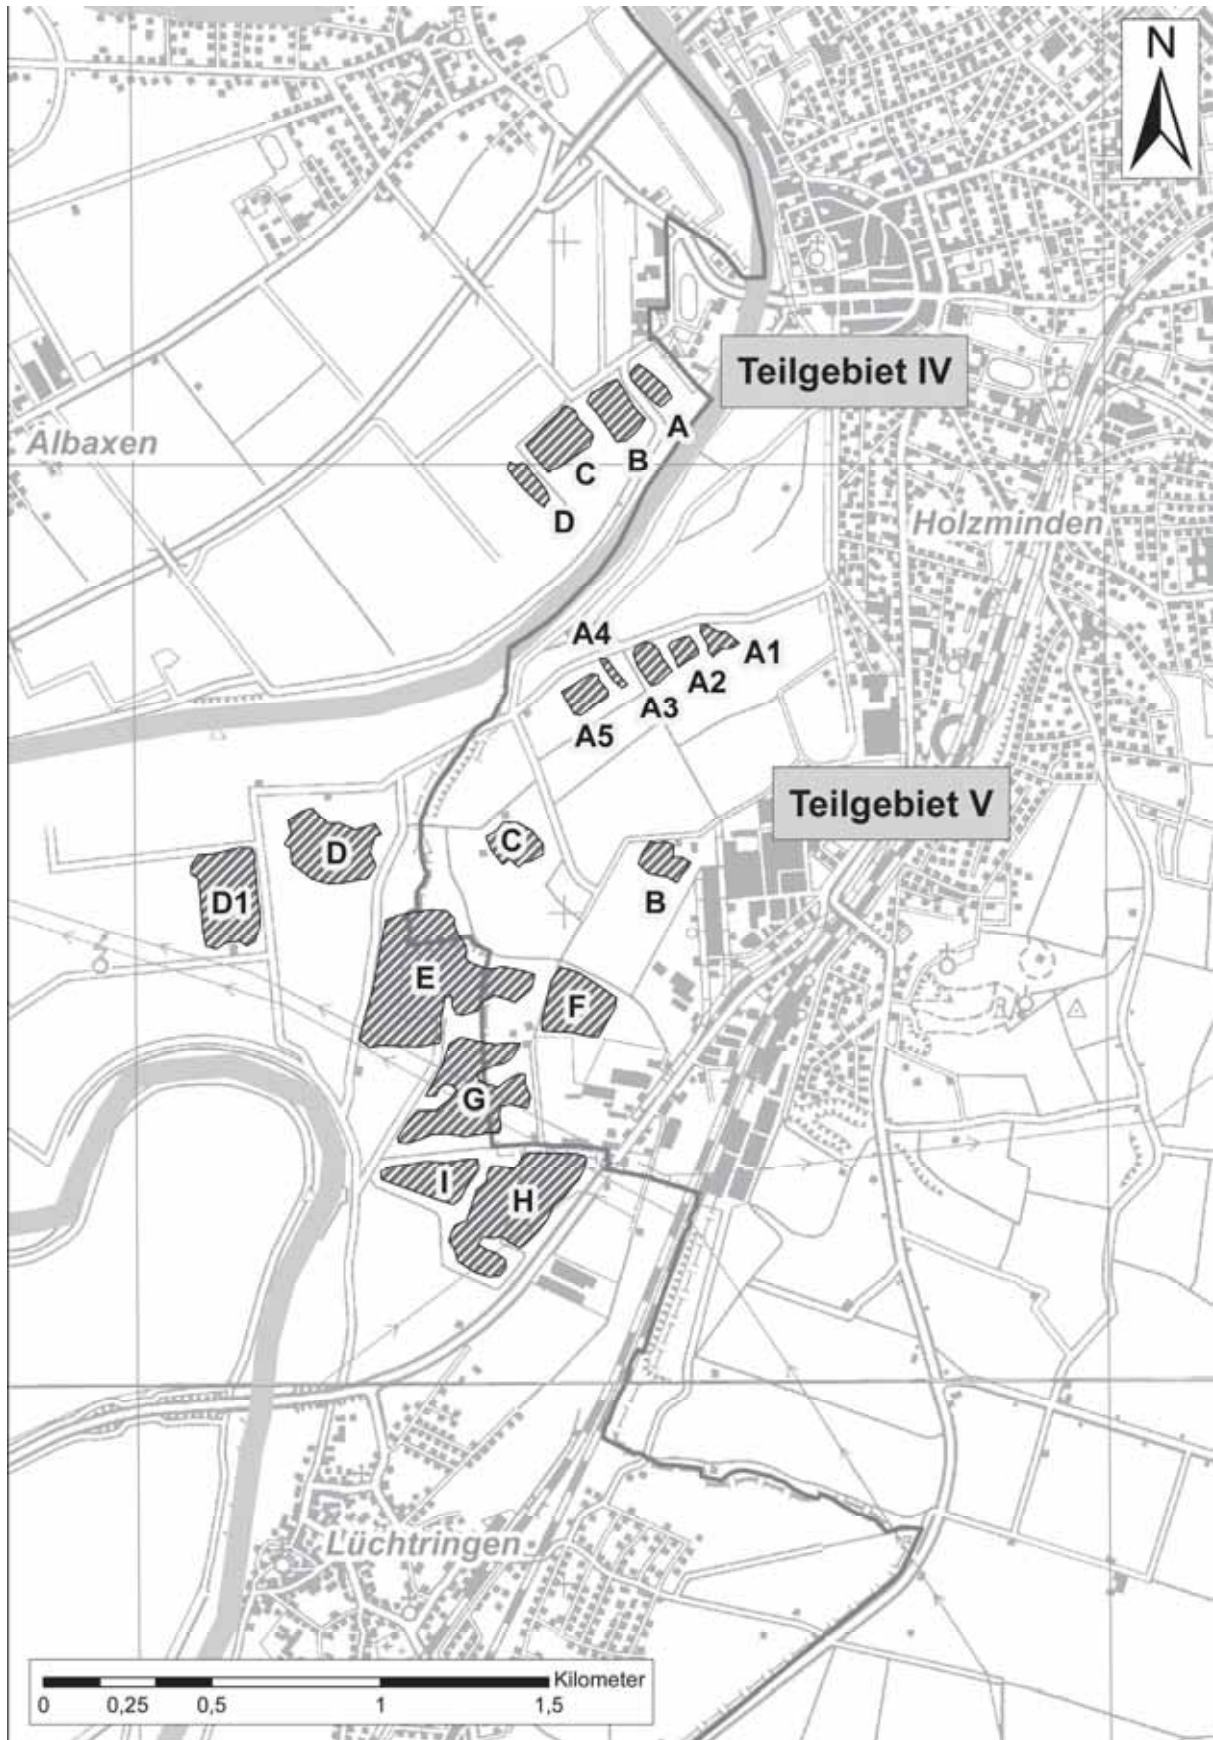 N
Teilgebiet IV
A
Albaxen
B
C
D
Holzminden
A4
A1
A2
A3
A5
Teilgebiet V
C
D
B
D1
E
F
G
I
H
Lüchtringen
Kilometer
0 0,25 0,5 1 1,5